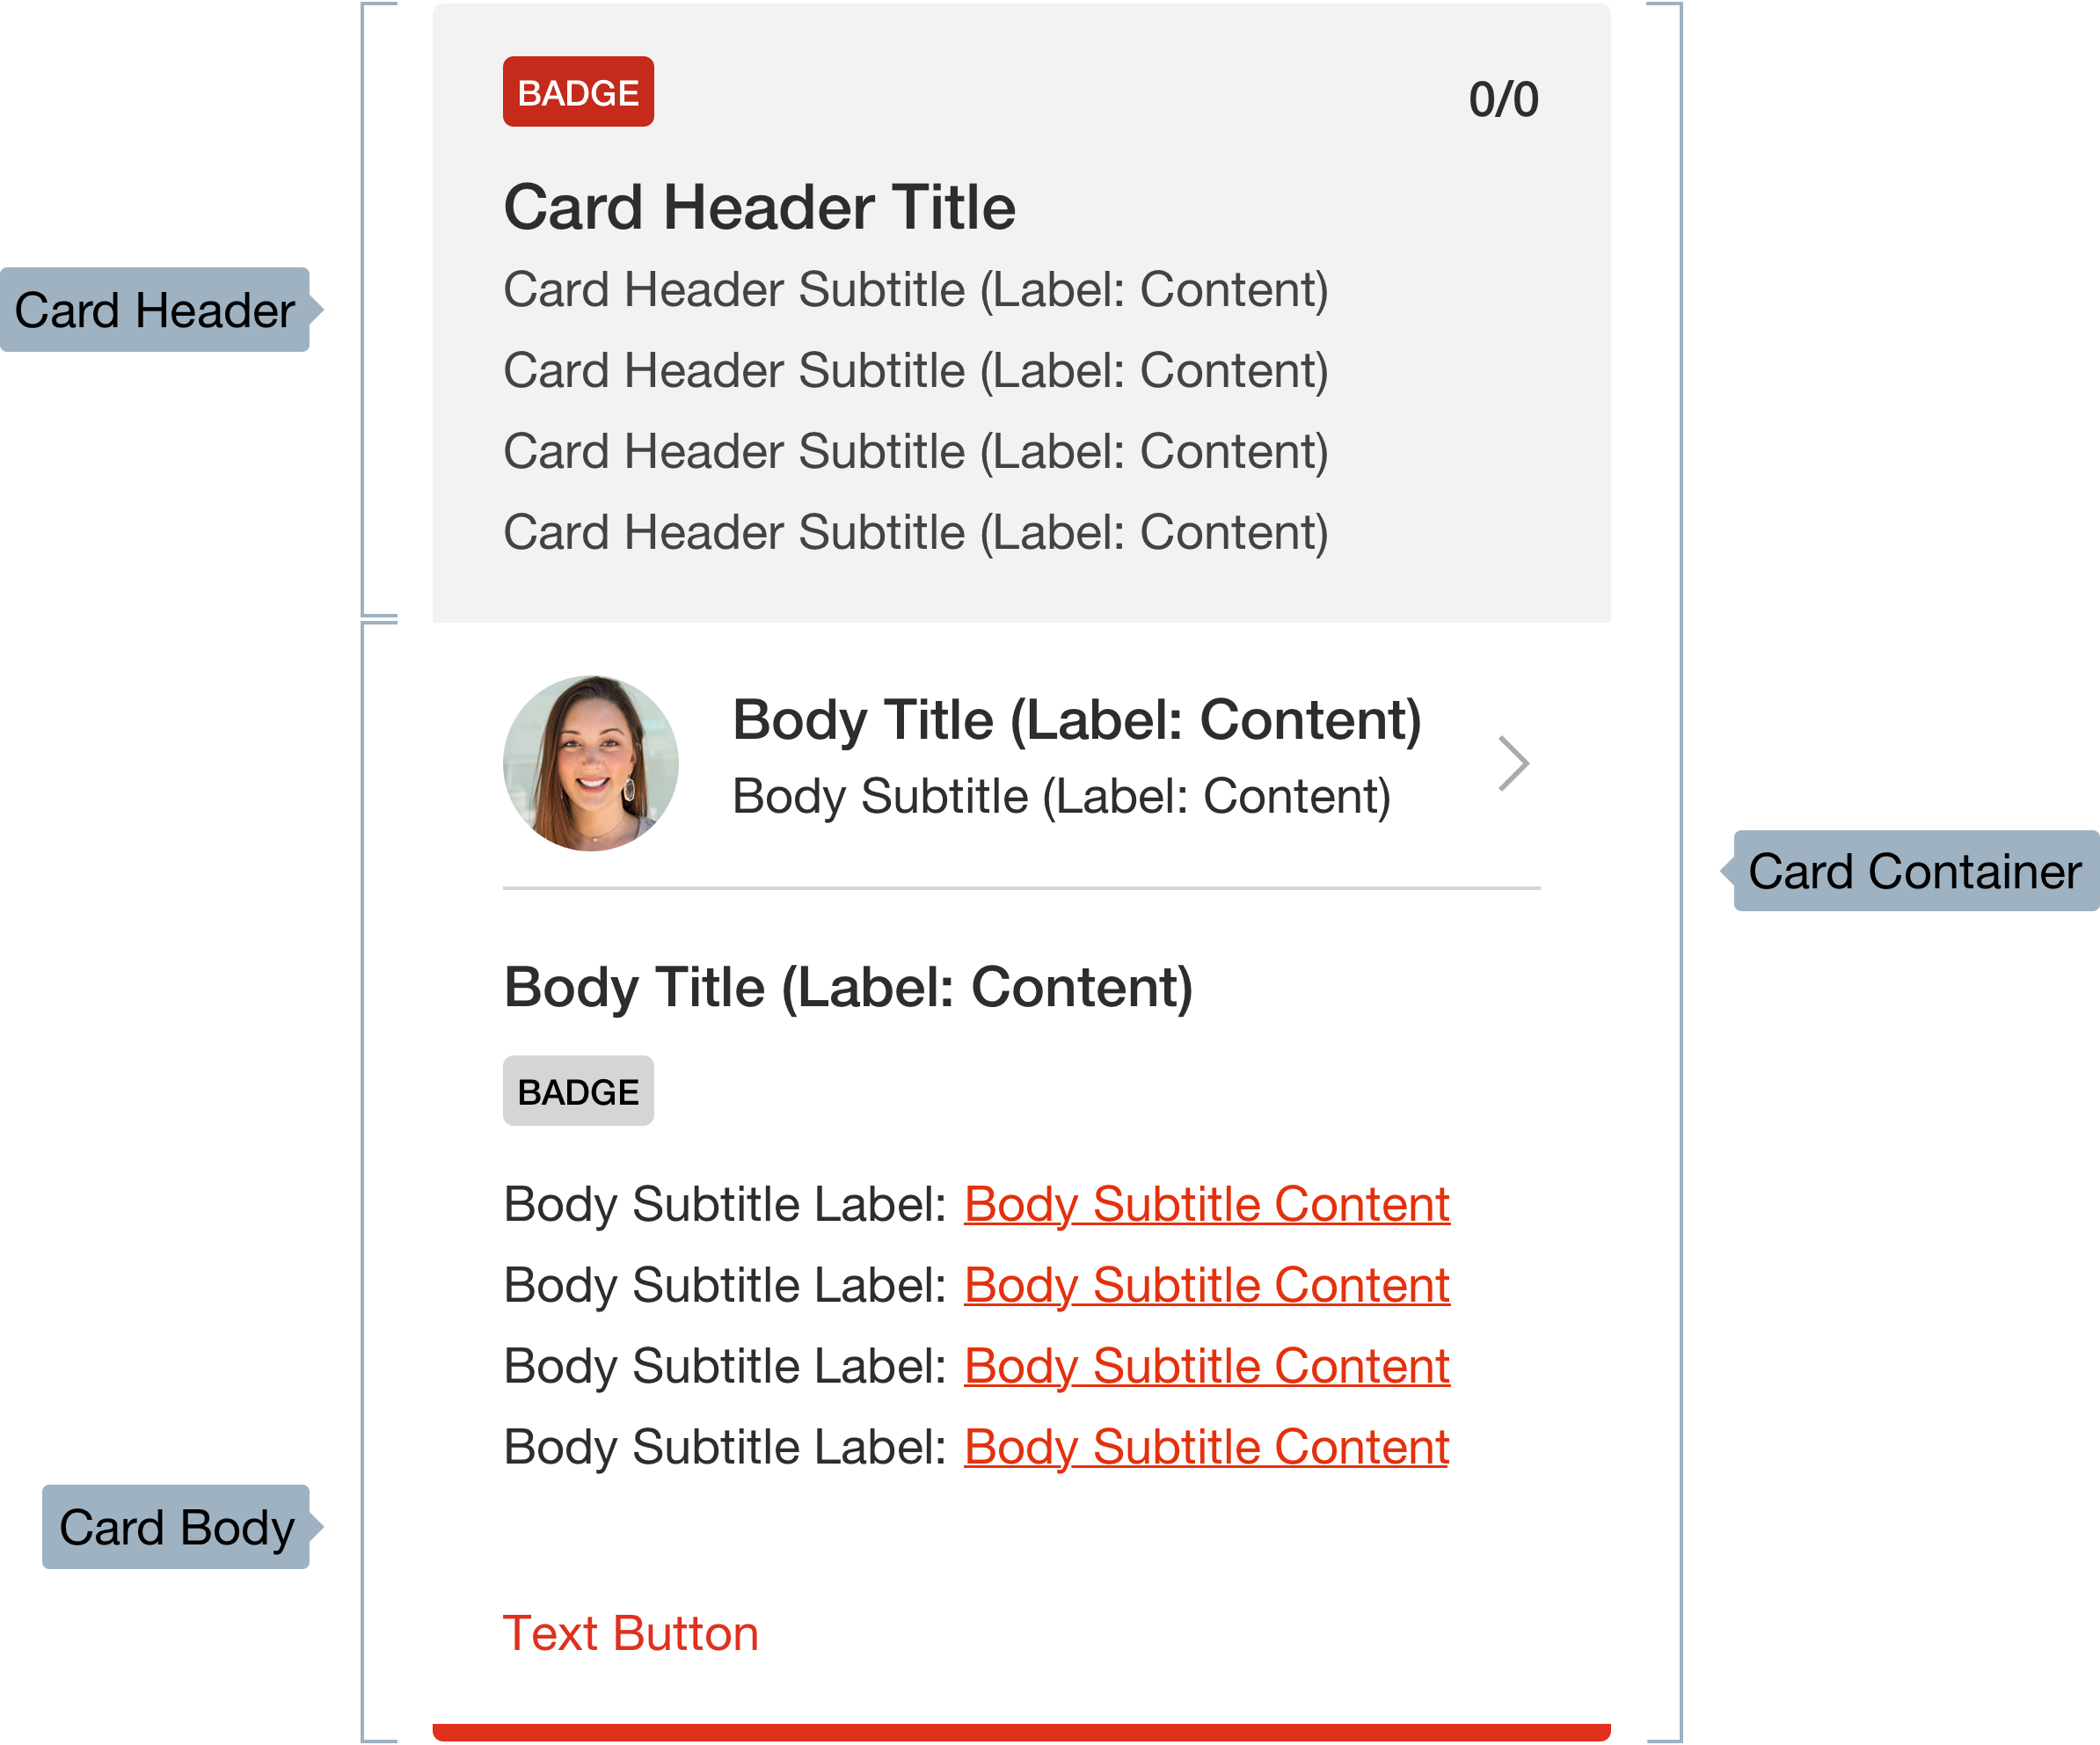 BADGE
0/0
Card Header Title
Card Header Subtitle (Label: Content)
Card Header
Card Header Subtitle (Label: Content)
Card Header Subtitle (Label: Content)
Card Header Subtitle (Label: Content)
Body Title (Label: Content)
Body Subtitle (Label: Content)
Card Container
Body Title (Label: Content)
BADGE
Body Subtitle Label: Body Subtitle Content
Body Subtitle Label: Body Subtitle Content
Body Subtitle Label: Body Subtitle Content
Body Subtitle Label: Body Subtitle Content
Card Body
Text Button